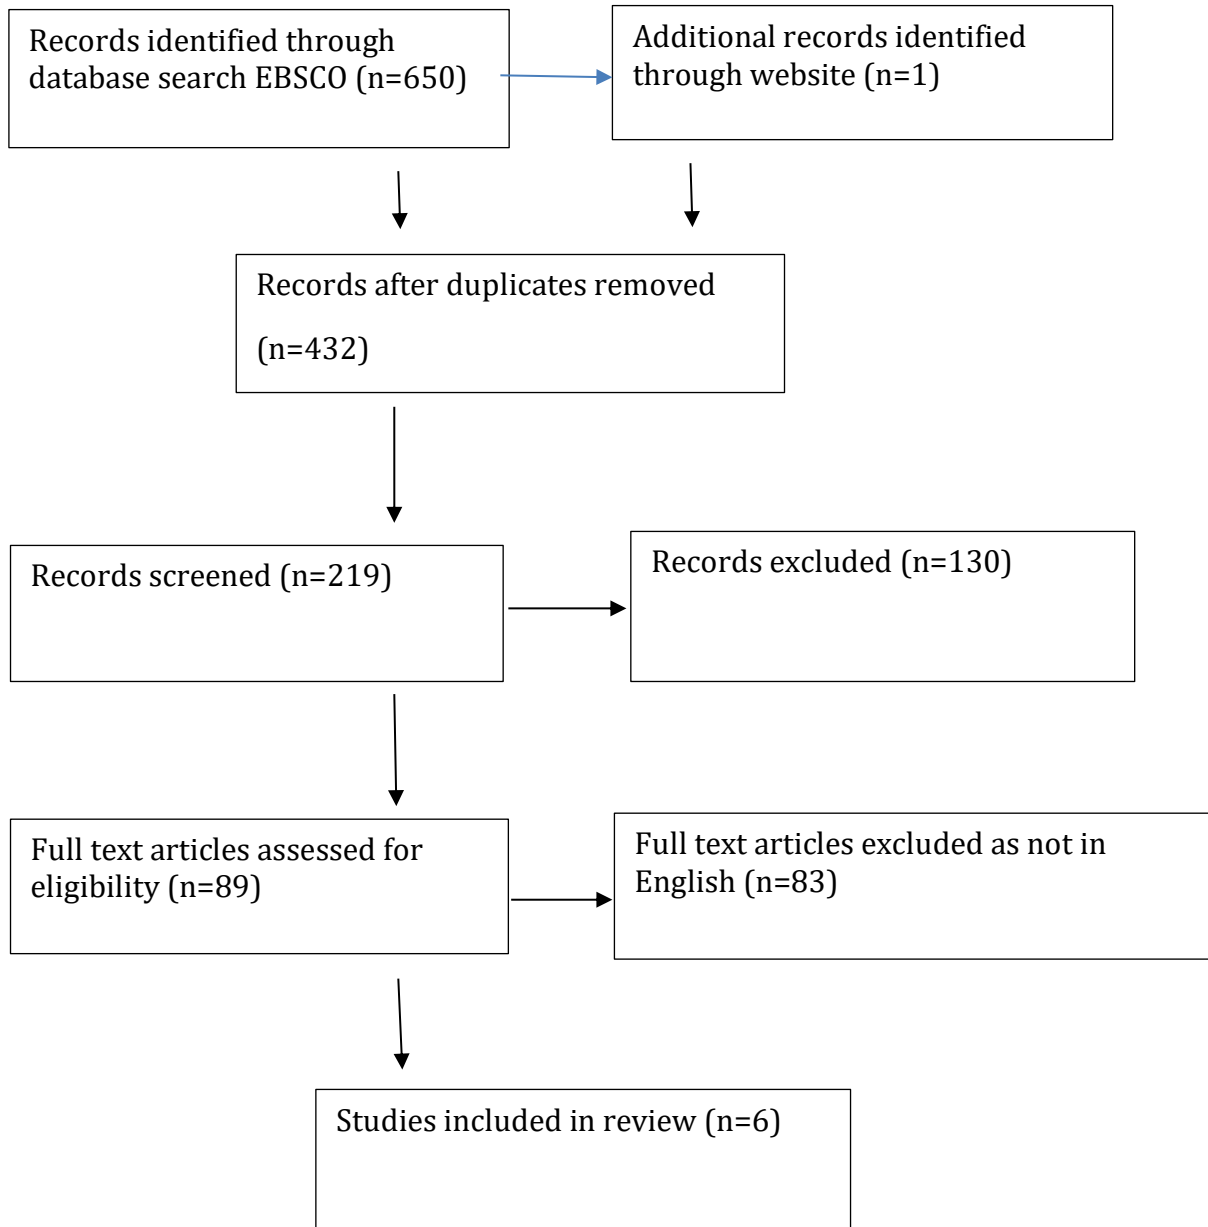 Records identified through
database search EBSCO (n=650)
Additional records identified
through website (n=1)
Records after duplicates removed
(n=432)
Records screened (n=219)
Records excluded (n=130)
Full text articles assessed for
eligibility (n=89)
Full text articles excluded as not in
English (n=83)
Studies included in review (n=6)